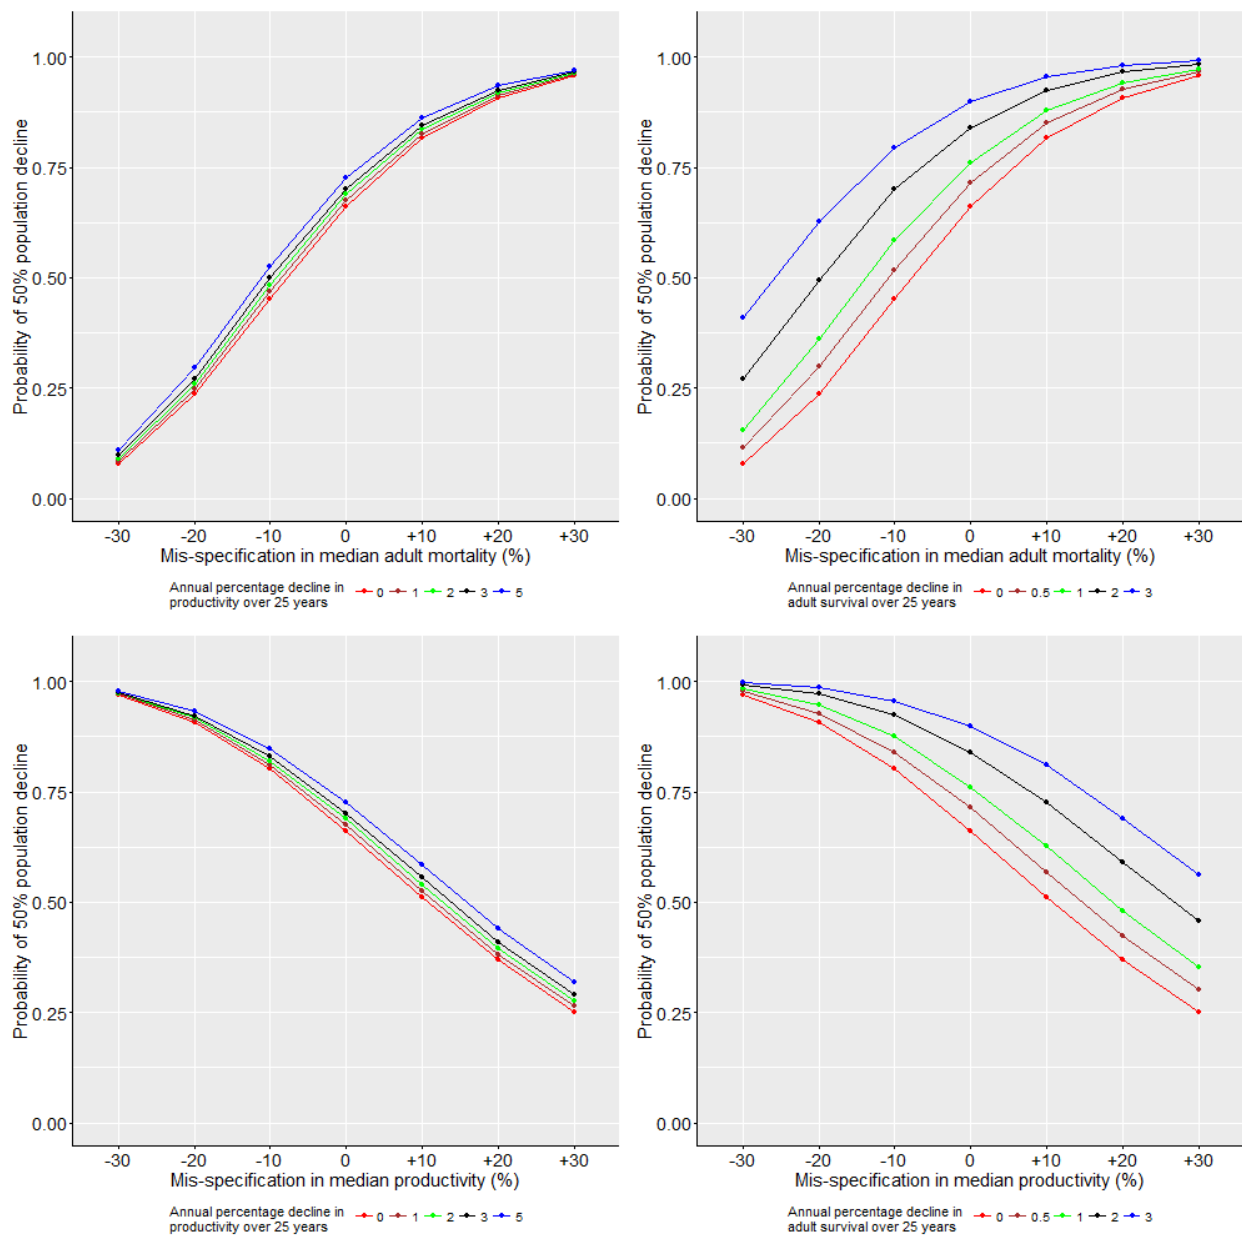 Probability of 50% population decline
1.00
0.75
0.50
0.25
0.00
-30 -20 -10 0 +10 +20 +30
Mis-specification in median adult mortality (%)
Annual percentage decline in
productivity over 25 years
0 1 2 3 5
Probability of 50% population decline
1.00
0.75
0.50
0.25
0.00
-30 -20 -10 0 +10 +20 +30
Mis-specification in median adult mortality (%)
Annual percentage decline in
adult survival over 25 years
0 0.5 1 2 3
Probability of 50% population decline
1.00
0.75
0.50
0.25
0.00
-30 -20 -10 0 +10 +20 +30
Mis-specification in median productivity (%)
Annual percentage decline in
productivity over 25 years
0 1 2 3 5
Probability of 50% population decline
1.00
0.75
0.50
0.25
0.00
-30 -20 -10 0 +10 +20 +30
Mis-specification in median productivity (%)
Annual percentage decline in
adult survival over 25 years
0 0.5 1 2 3